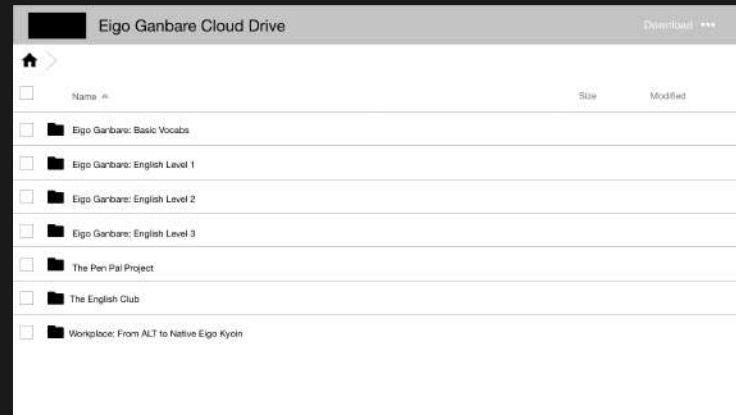 Eigo Ganbare Cloud Drive
Download •••
Name
Size
Modified
Eigo Ganbare: Basic Vocabs
Eigo Ganbare: English Level 1
Eigo Ganbare: English Level 2
Eigo Ganbare: English Level 3
The Pen Pal Project
The English Club
Workplace: From ALT to Native Eigo Kyoin